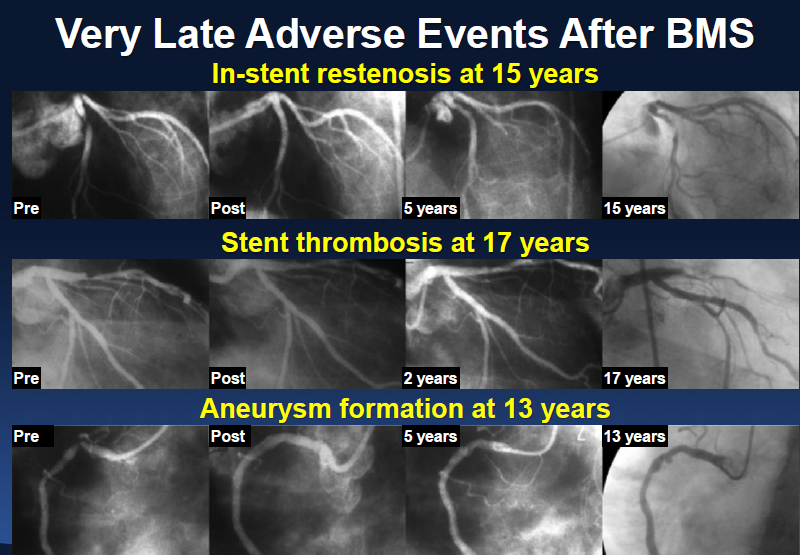 Very Late Adverse Events After BMS
In-stent restenosis at 15 years
Pre
Post
5 years
15 years
Stent thrombosis at 17 years
Pre
Post
2 years
17 years
Aneurysm formation at 13 years
Pre
Post
5 years
13 years